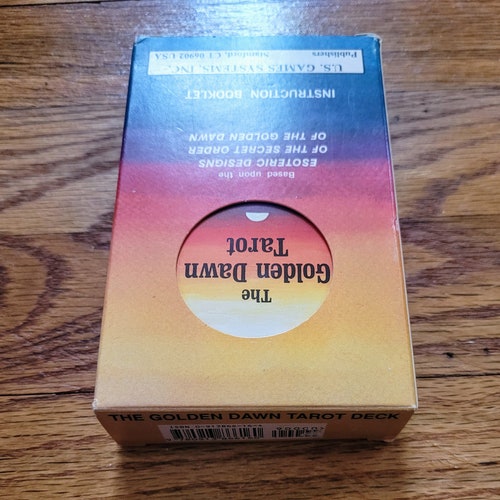 The
Golden Dawn
Tarot
Based upon the
ESOTERIC DESIGNS
OF THE SECRET ORDER
OF THE GOLDEN DAWN
INSTRUCTION BOOKLET
U.S. GAMES SYSTEMS, INC.
Publishers Stamford, CT 06902 USA
THE GOLDEN DAWN TAROT DECK